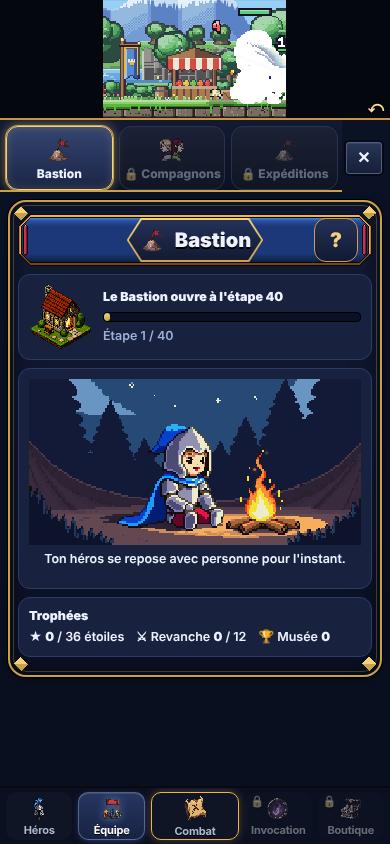 1
Bastion
Compagnons
Expéditions
×
Bastion
?
Le Bastion ouvre à l'étape 40
Étape 1 / 40
Ton héros se repose avec personne pour l'instant.
Trophées
★ 0 / 36 étoiles ⚔ Revanche 0 / 12 🏆 Musée 0
Héros
Équipe
Combat
Invocation
Boutique